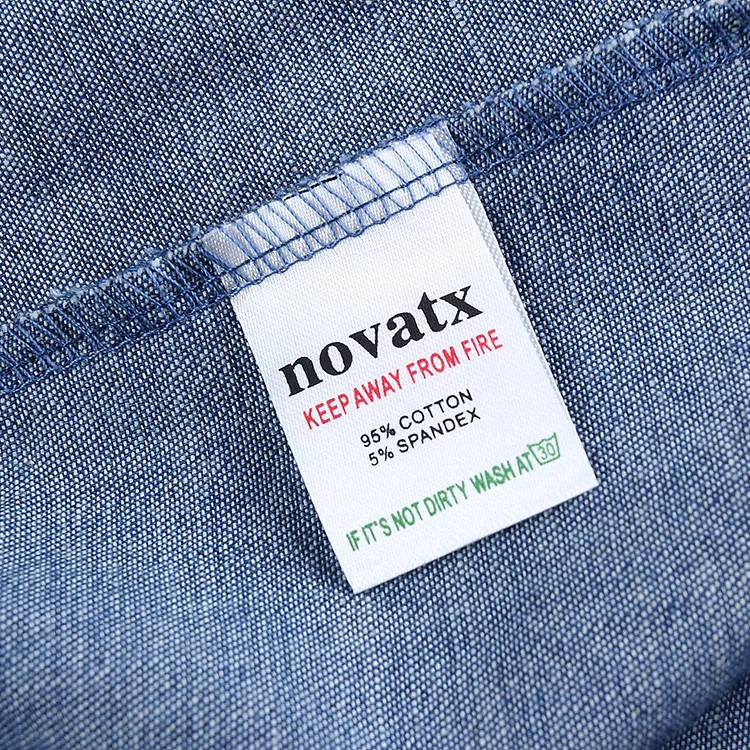 novatx
KEEP AWAY FROM FIRE
95% COTTON
5% SPANDEX
IF IT'S NOT DIRTY WASH AT 30